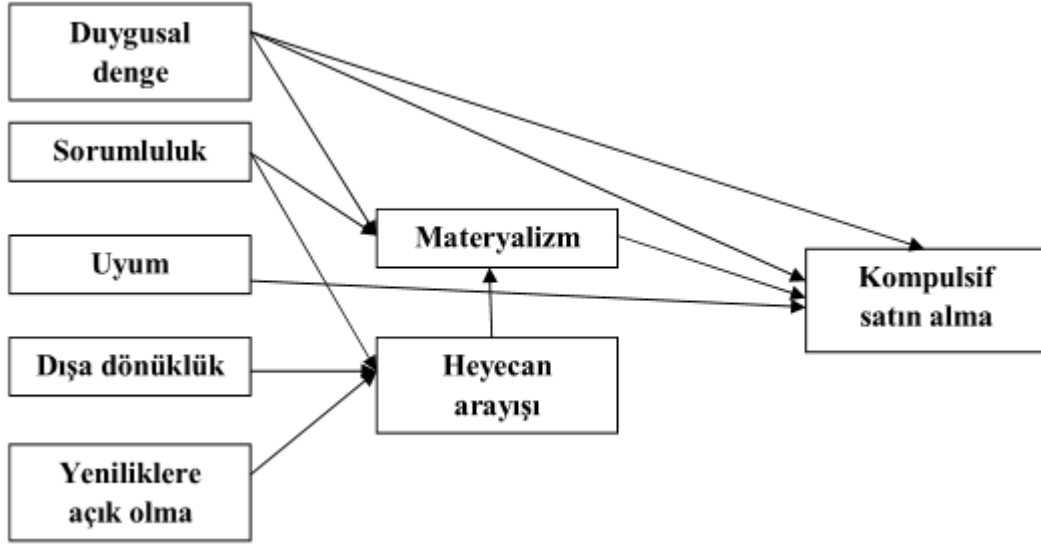 Duygusal
denge
Sorumluluk
Materyalizm
Uyum
Kompulsif
satın alma
Dışa dönüklük
Heyecan
arayışı
Yeniliklere
açık olma